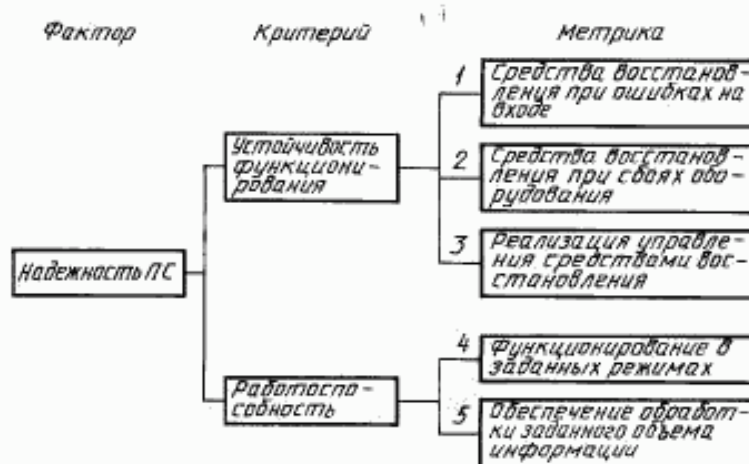 Фактор Критерий Метрика
1 Средства восстанов-
ления при ошибках на
входе
Устойчивость
функциони-
рования
2 Средства восстанов-
ления при сбоях обо-
рудования
3 Реализация управле-
ния средствами вос-
становления
Надежность ПС
4 Функционирование в
заданных режимах
Работоспо-
собность
5 Обеспечение обработ-
ки заданного объема
информации